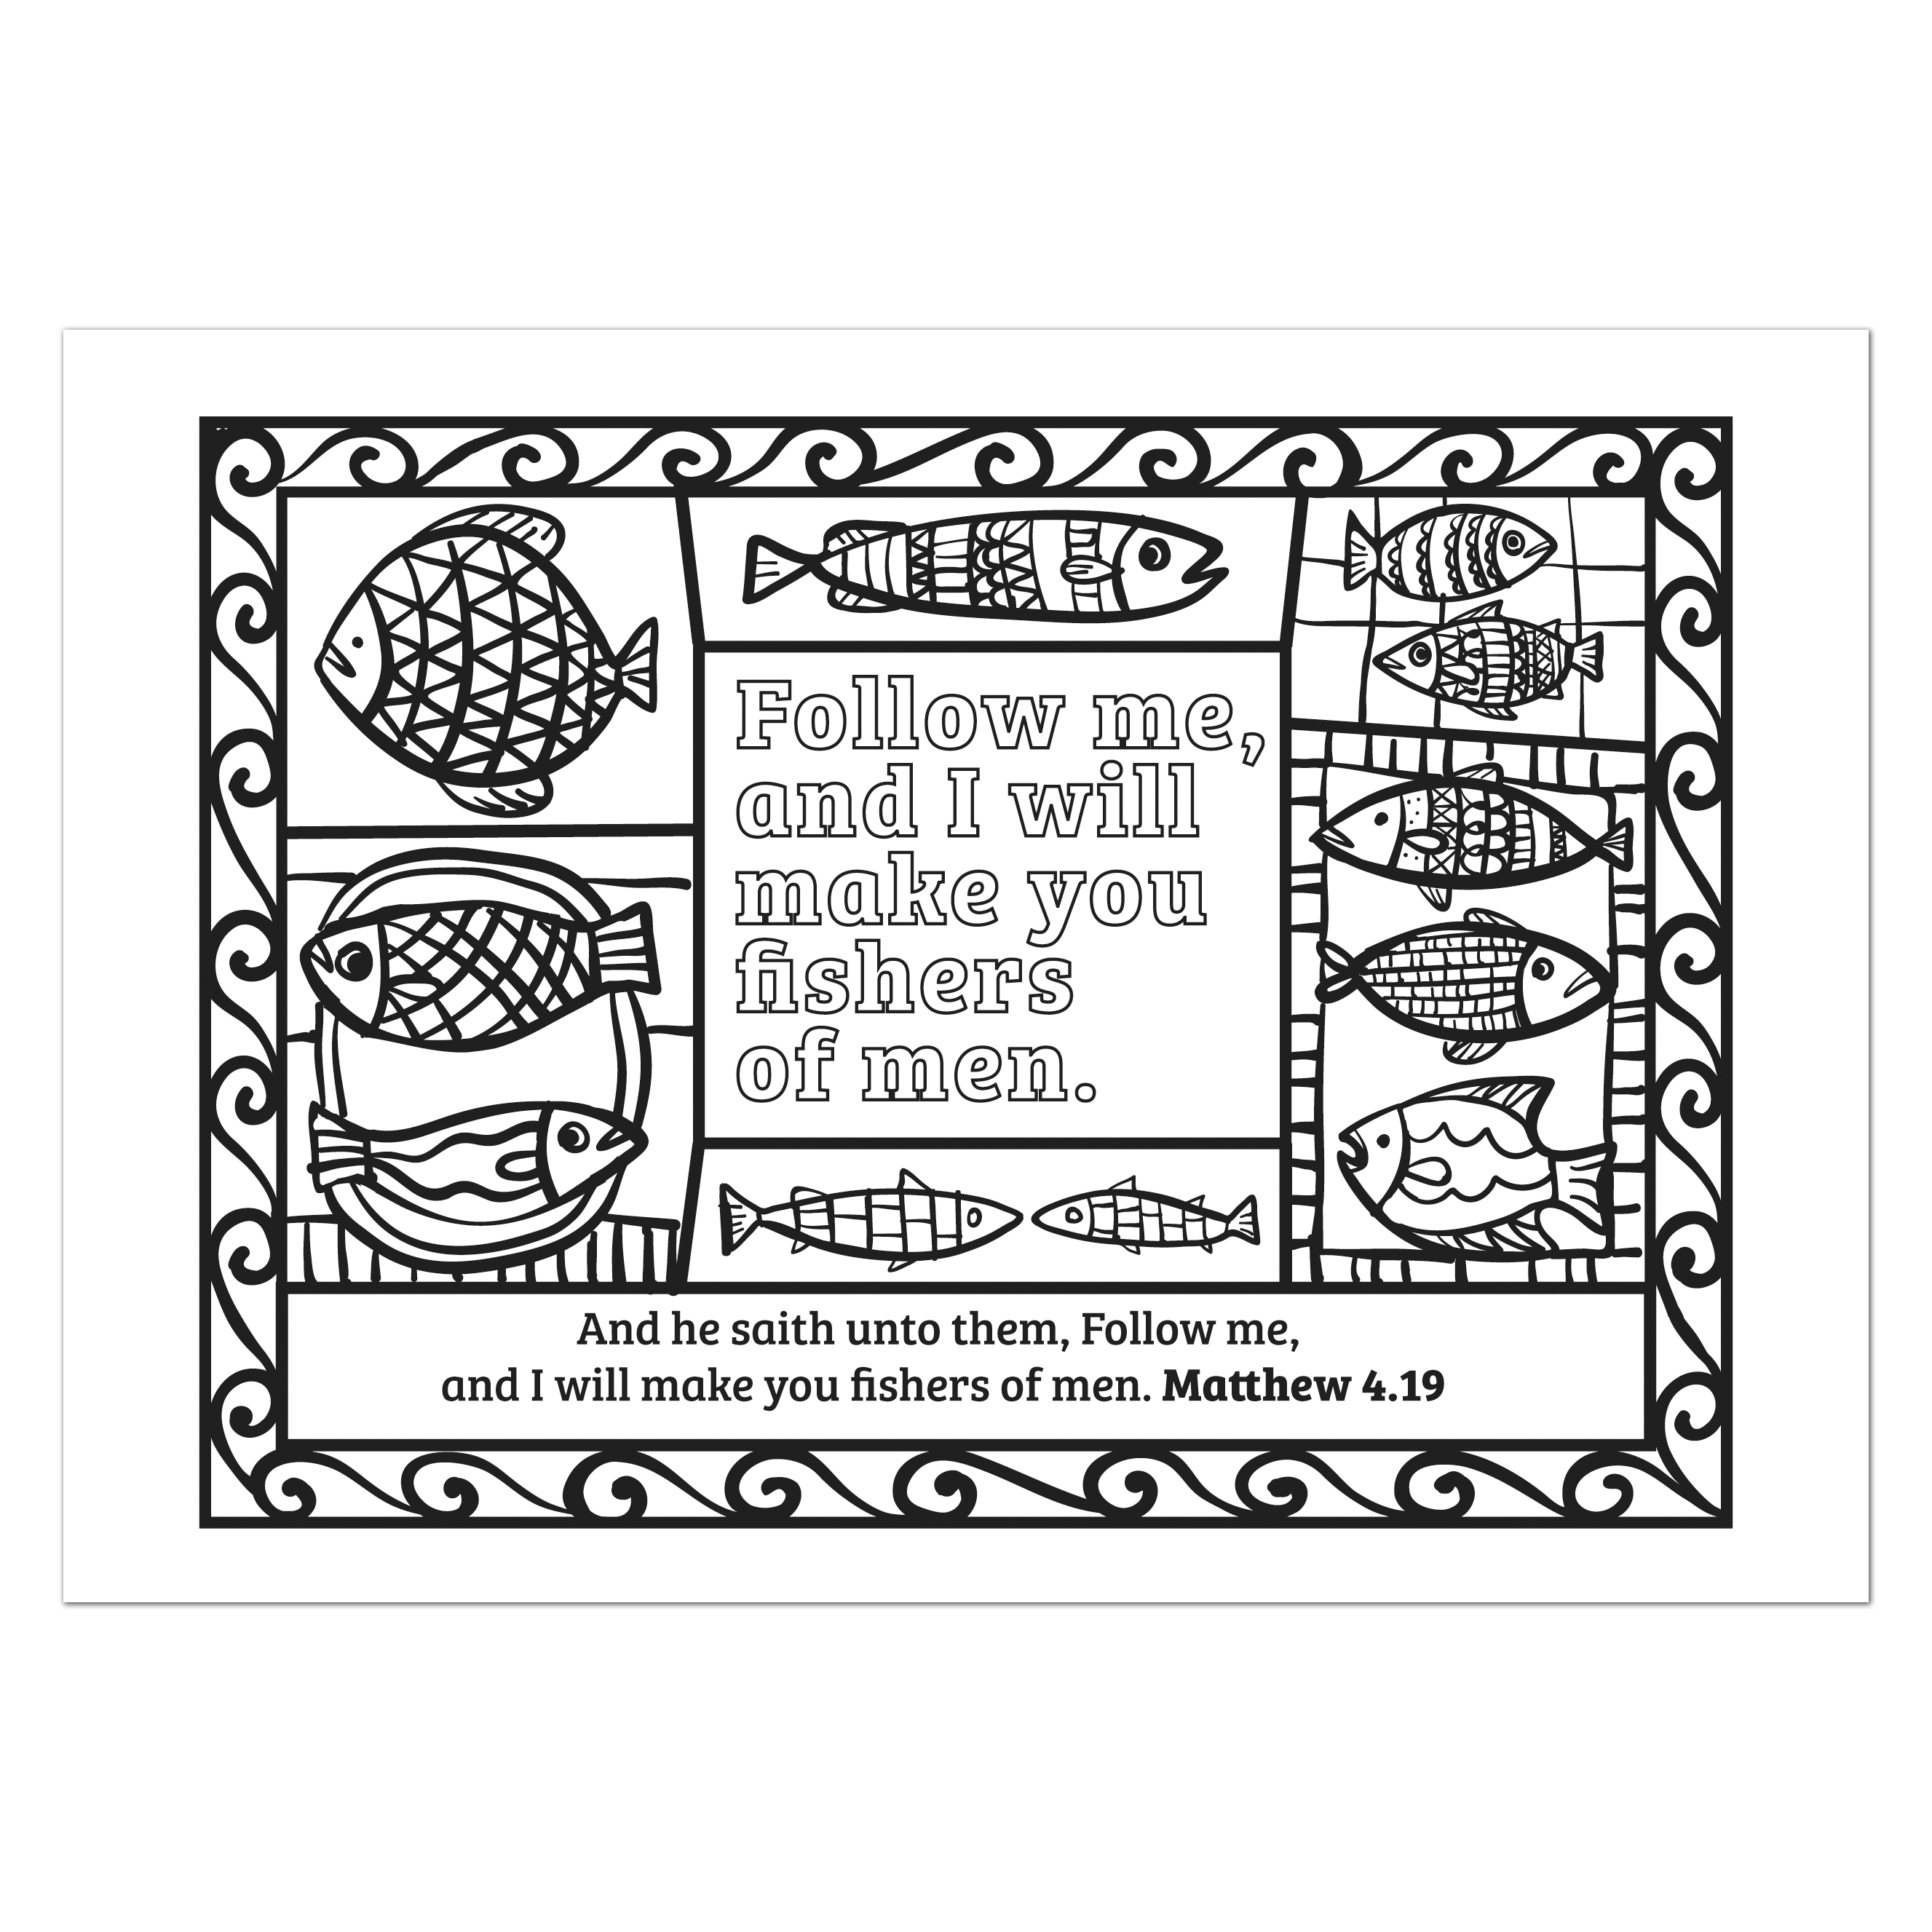 Follow me,
and I will
make you
fishers
of men.
And he saith unto them, Follow me,
and I will make you fishers of men. Matthew 4.19